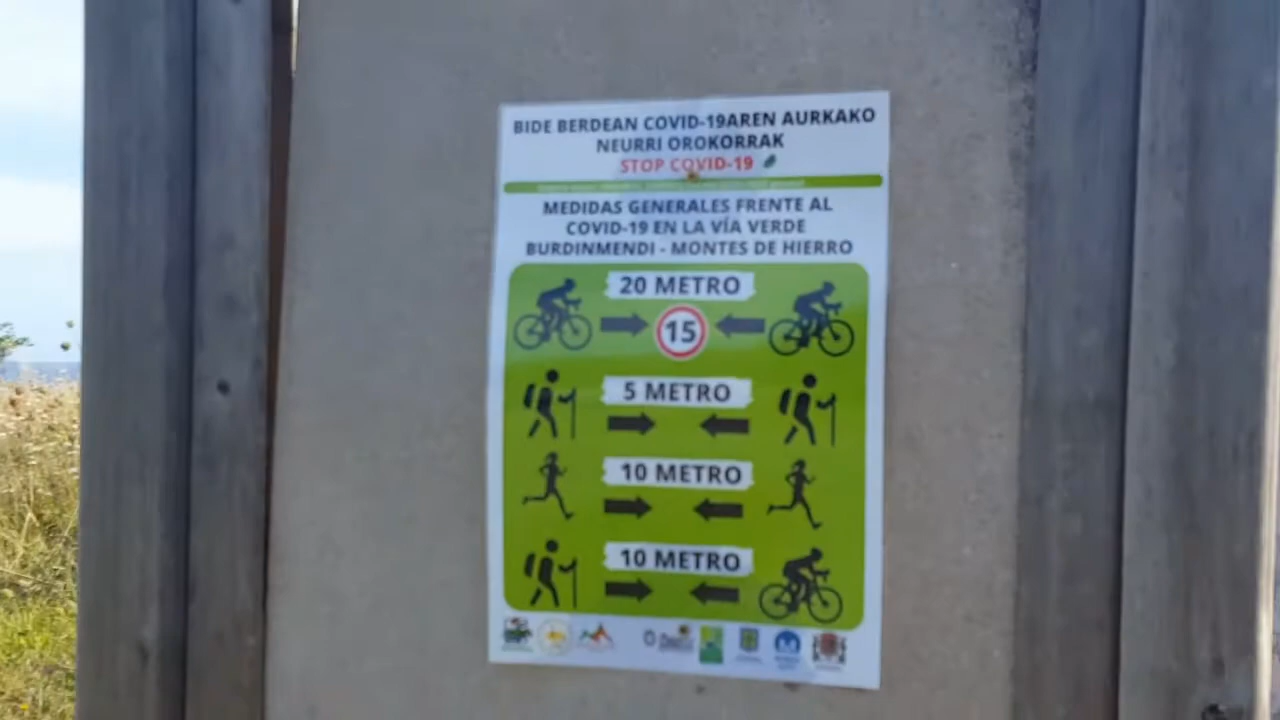 BIDE BERDEAN COVID-19AREN AURKAKO
NEURRI OROKORRAK
STOP COVID-19
MEDIDAS GENERALES FRENTE AL
COVID-19 EN LA VÍA VERDE
BURDINMENDI - MONTES DE HIERRO
20 METRO
15
5 METRO
10 METRO
10 METRO